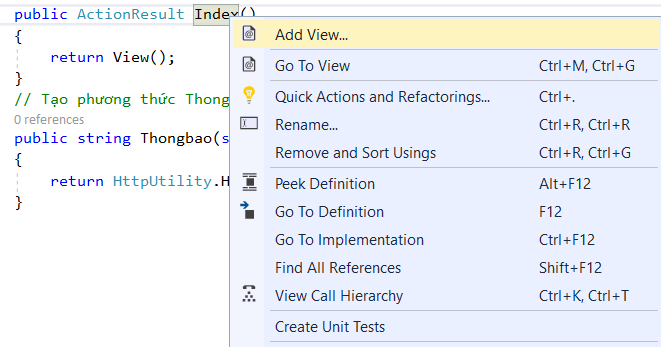 public ActionResult Index()
{
return View();
}
// Tạo phương thức Thong
0 references
public string Thongbao(s
{
return HttpUtility.H
}
Add View...
Go To View Ctrl+M, Ctrl+G
Quick Actions and Refactorings... Ctrl+.
Rename... Ctrl+R, Ctrl+R
Remove and Sort Usings Ctrl+R, Ctrl+G
Peek Definition Alt+F12
Go To Definition F12
Go To Implementation Ctrl+F12
Find All References Shift+F12
View Call Hierarchy Ctrl+K, Ctrl+T
Create Unit Tests